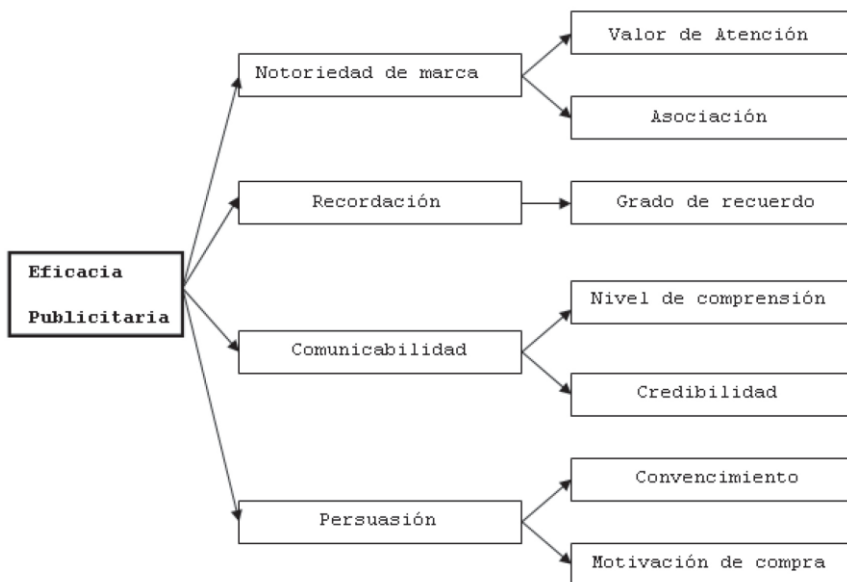 Valor de Atención
Notoriedad de marca
Asociación
Recordación
Grado de recuerdo
Eficacia
Publicitaria
Nivel de comprensión
Comunicabilidad
Credibilidad
Convencimiento
Persuasión
Motivación de compra